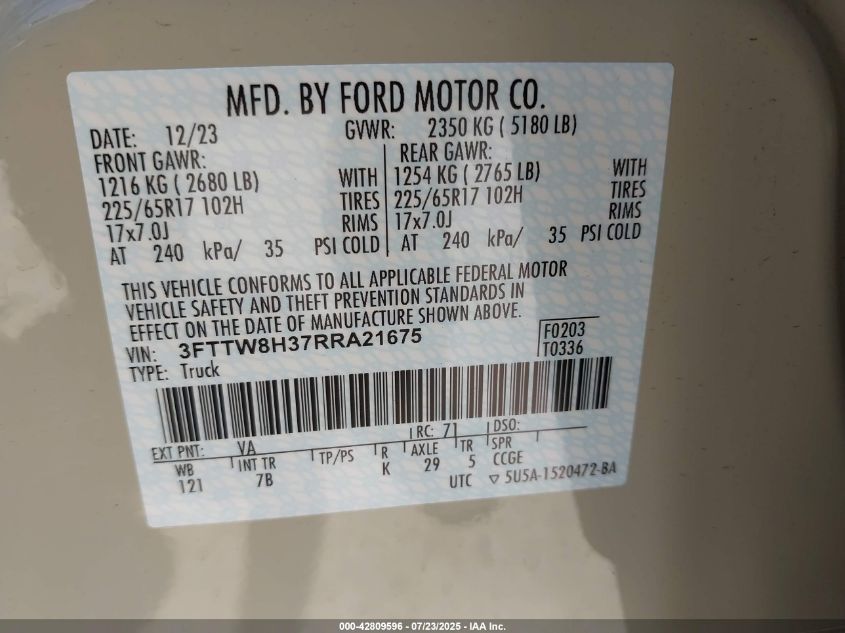 MFD. BY FORD MOTOR CO.
DATE: 12/23 GVWR: 2350 KG ( 5180 LB)
FRONT GAWR: REAR GAWR:
1216 KG ( 2680 LB) WITH 1254 KG ( 2765 LB) WITH
225/65R17 102H TIRES 225/65R17 102H TIRES
17x7.0J RIMS 17x7.0J RIMS
AT 240 kPa/ 35 PSI COLD AT 240 kPa/ 35 PSI COLD
THIS VEHICLE CONFORMS TO ALL APPLICABLE FEDERAL MOTOR
VEHICLE SAFETY AND THEFT PREVENTION STANDARDS IN
EFFECT ON THE DATE OF MANUFACTURE SHOWN ABOVE.
VIN: 3FTTW8H37RRA21675 F0203
TYPE: Truck T0336
EXT PNT: VA RC: 71 DSO:
WB INT TR TP/PS R AXLE TR SPR
121 7B K 29 5 CCGE
UTC ▽ 5U5A-1520472-BA
000-42809596 - 07/23/2025 - IAA Inc.